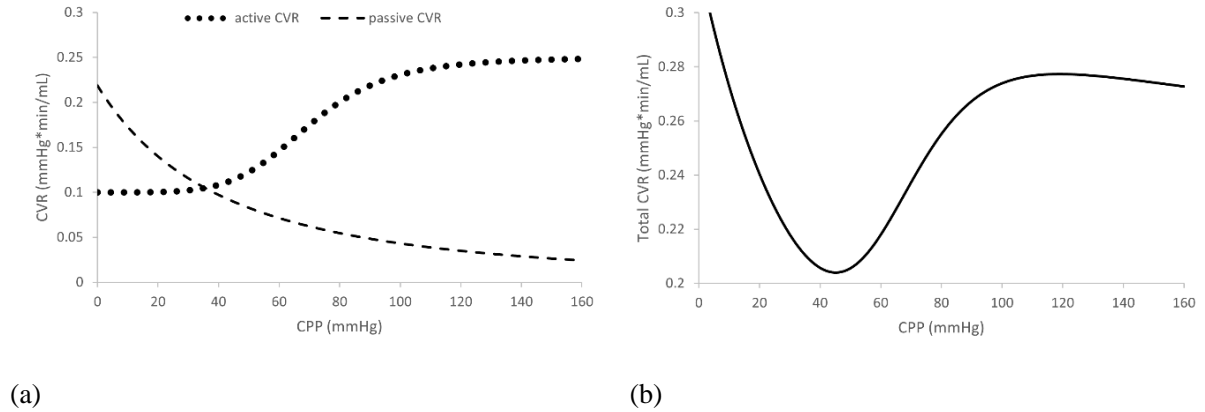 active CVR
passive CVR
0.3
0.25
0.2
0.15
0.1
0.05
0
CVR (mmHg*min/mL)
0 20 40 60 80 100 120 140 160
CPP (mmHg)
(a)
0.3
0.28
0.26
0.24
0.22
0.2
Total CVR (mmHg*min/mL)
0 20 40 60 80 100 120 140 160
CPP (mmHg)
(b)